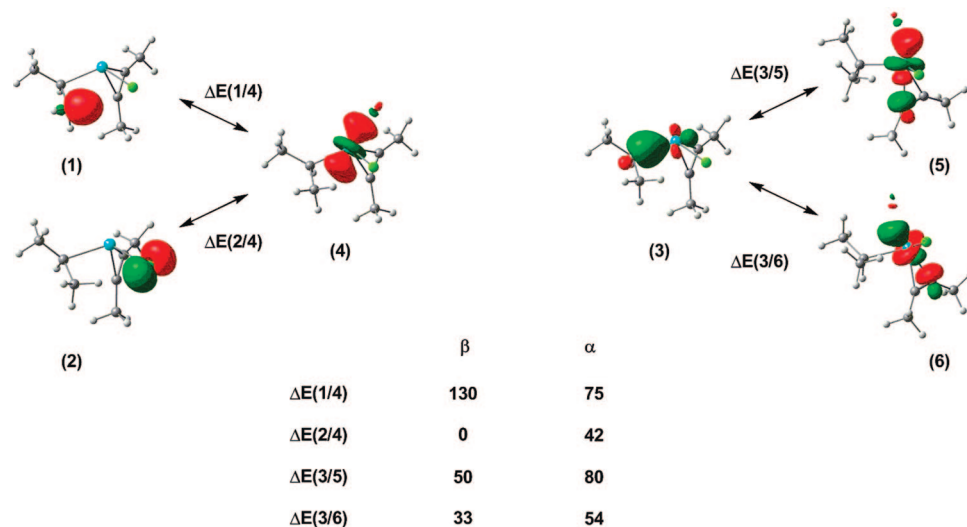 ΔE(1/4)
(1)
ΔE(2/4)
(4)
(2)
ΔE(3/5)
(5)
(3)
ΔE(3/6)
(6)
β α
ΔE(1/4) 130 75
ΔE(2/4) 0 42
ΔE(3/5) 50 80
ΔE(3/6) 33 54